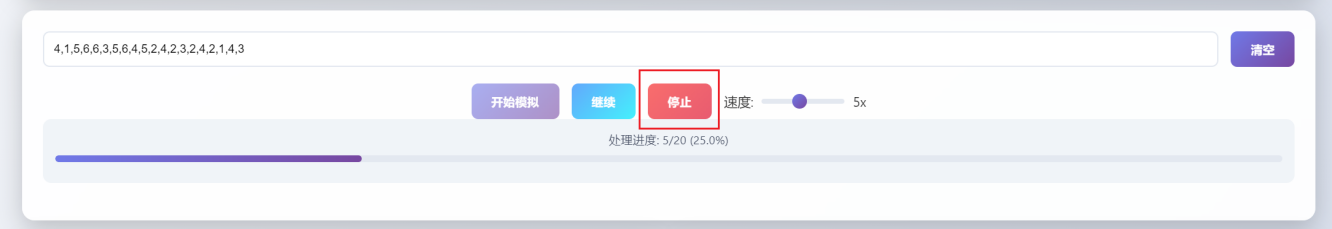 4,1,5,6,6,3,5,6,4,5,2,4,2,3,2,4,2,1,4,3 清空
开始模拟 继续 停止 速度: 5x
处理进度: 5/20 (25.0%)